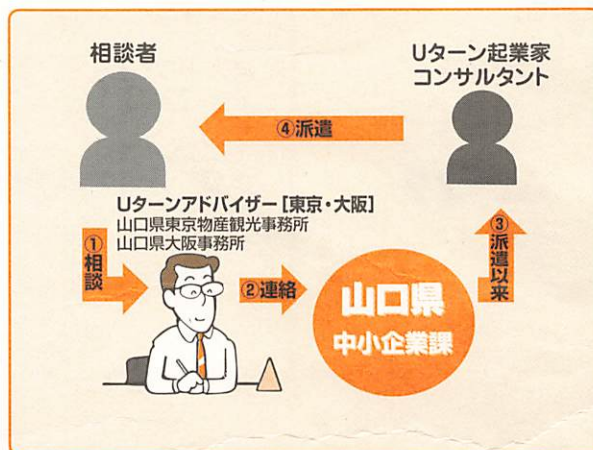 相談者
Uターン起業家
コンサルタント
④派遣
Uターンアドバイザー［東京・大阪］
山口県東京物産観光事務所
山口県大阪事務所
①相談
②連絡
山口県
中小企業課
③派遣以来